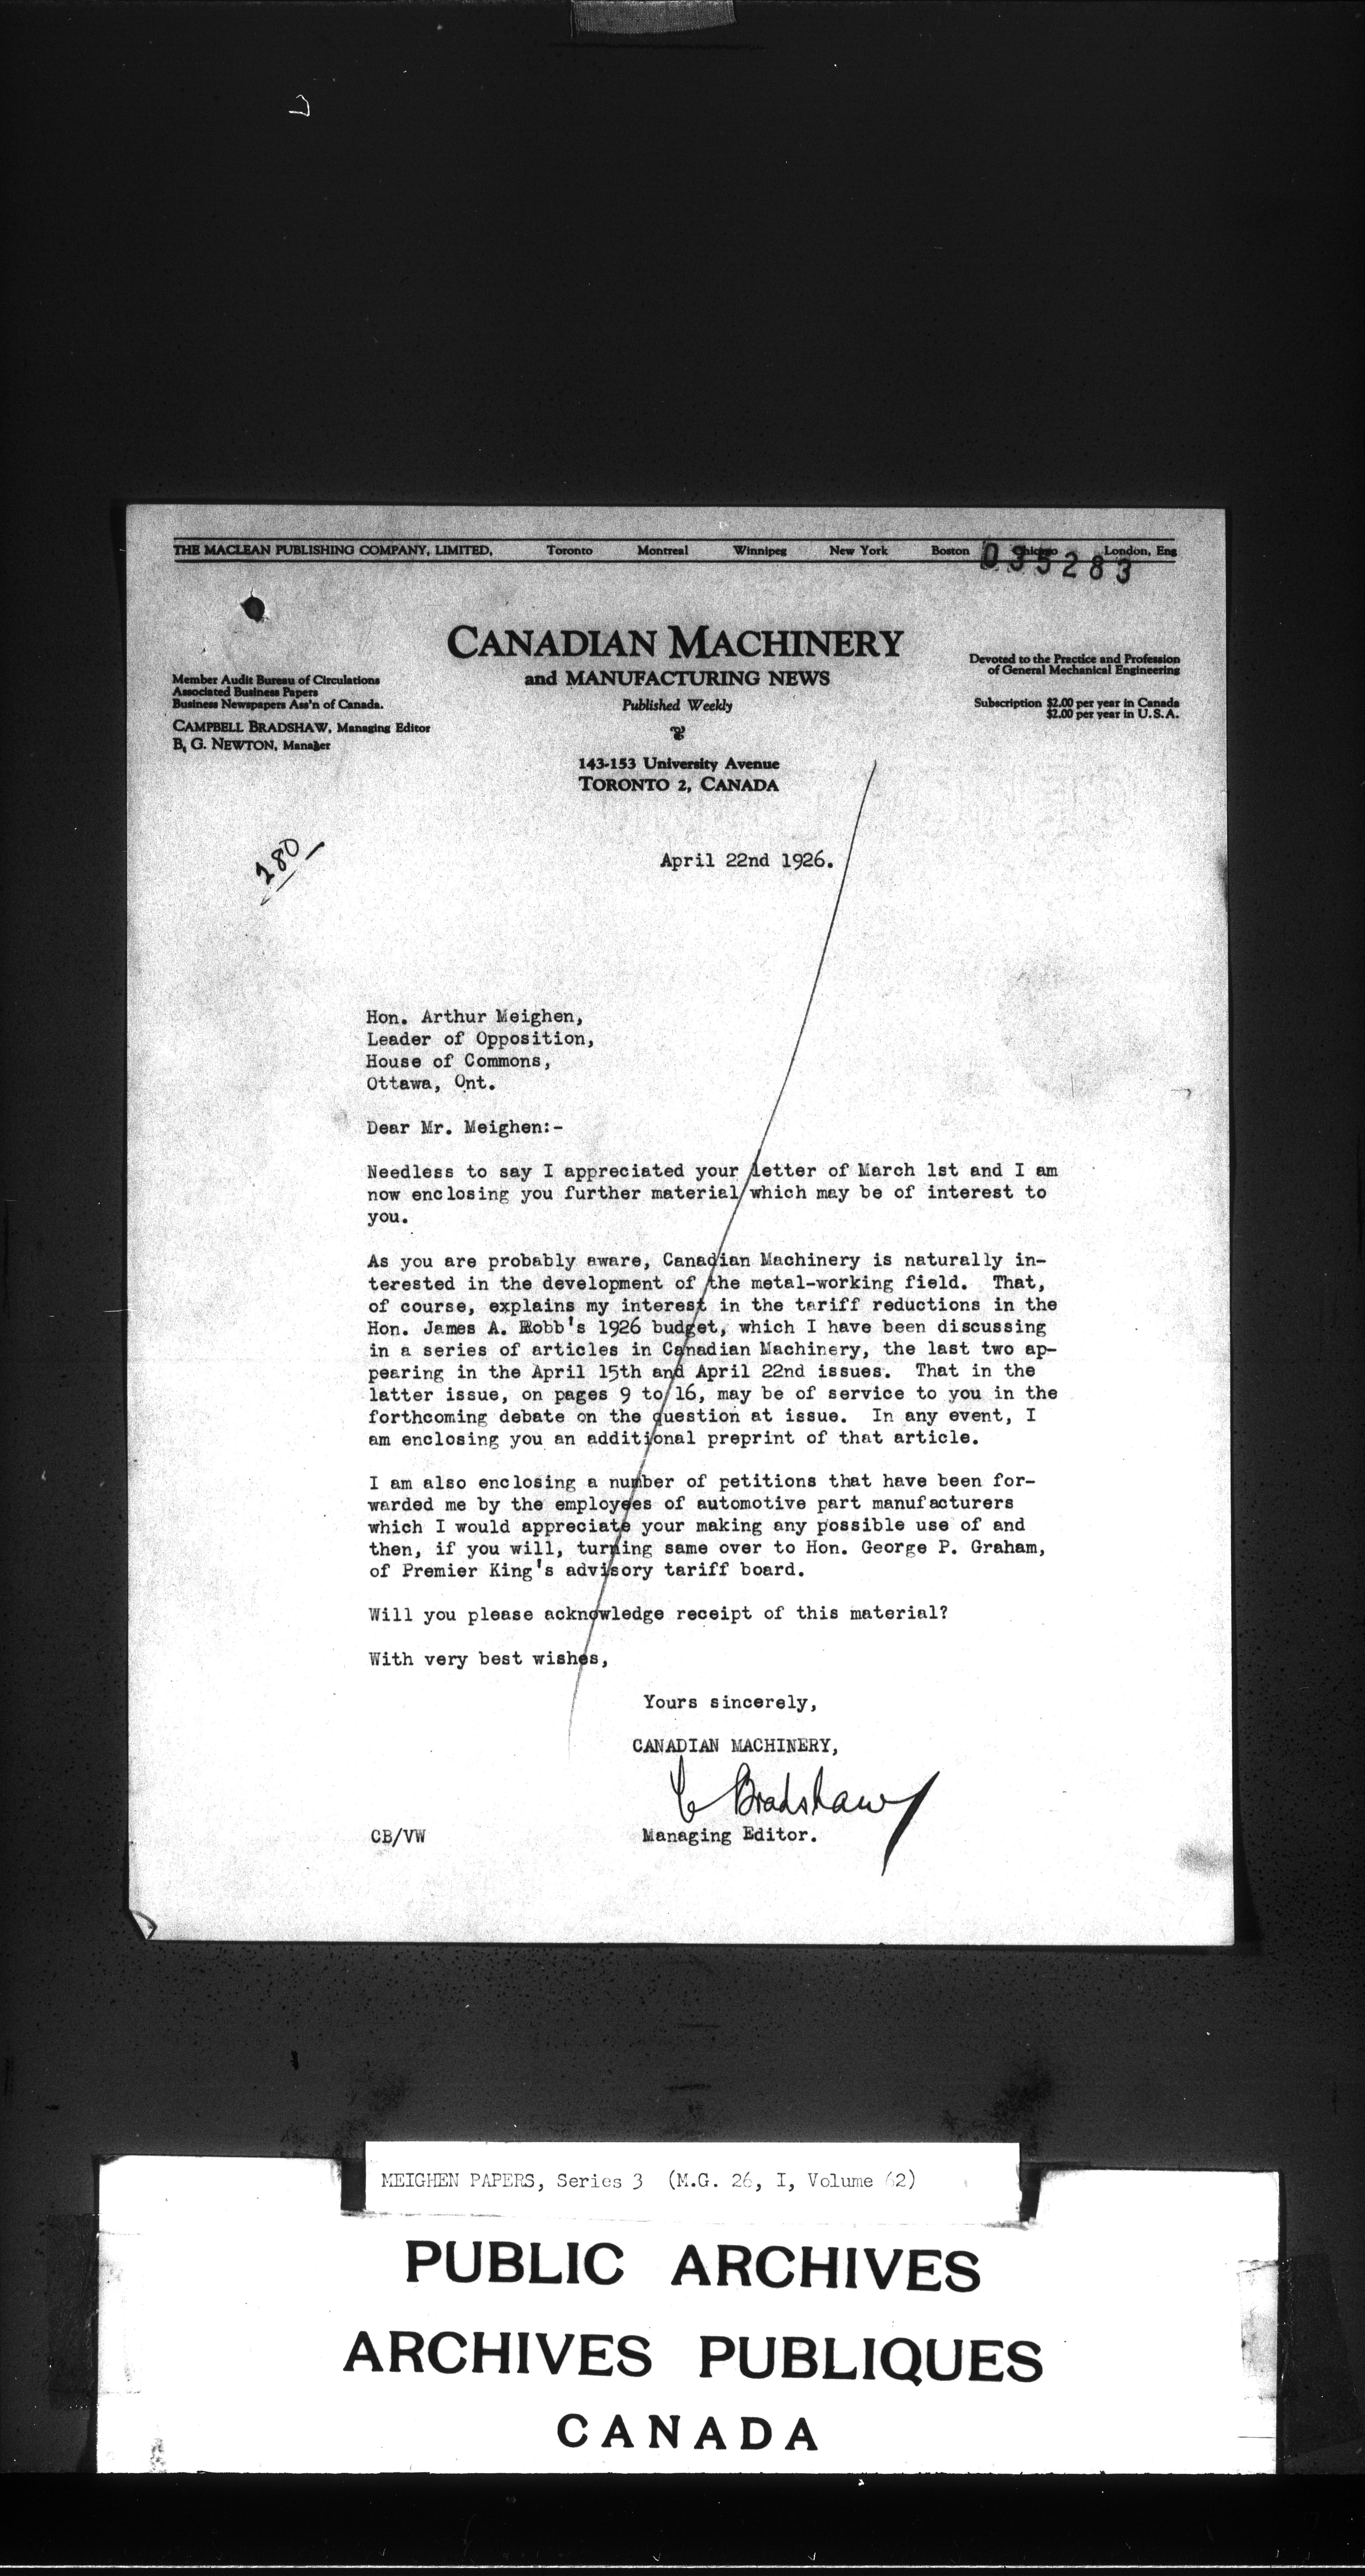 THE MACLEAN PUBLISHING COMPANY, LIMITED, Toronto Montreal Winnipeg New York Boston Chicago London, Eng
035283
CANADIAN MACHINERY
and MANUFACTURING NEWS
Published Weekly
143-153 University Avenue
TORONTO 2, CANADA
Member Audit Bureau of Circulations
Associated Business Papers
Business Newspapers Ass'n of Canada.
CAMPBELL BRADSHAW, Managing Editor
B. G. NEWTON, Manager
Devoted to the Practice and Profession
of General Mechanical Engineering
Subscription $2.00 per year in Canada
$2.00 per year in U.S.A.
280
April 22nd 1926.
Hon. Arthur Meighen,
Leader of Opposition,
House of Commons,
Ottawa, Ont.
Dear Mr. Meighen:-
Needless to say I appreciated your letter of March 1st and I am
now enclosing you further material which may be of interest to
you.
As you are probably aware, Canadian Machinery is naturally in-
terested in the development of the metal-working field. That,
of course, explains my interest in the tariff reductions in the
Hon. James A. Robb's 1926 budget, which I have been discussing
in a series of articles in Canadian Machinery, the last two ap-
pearing in the April 15th and April 22nd issues. That in the
latter issue, on pages 9 to 16, may be of service to you in the
forthcoming debate on the question at issue. In any event, I
am enclosing you an additional preprint of that article.
I am also enclosing a number of petitions that have been for-
warded me by the employees of automotive part manufacturers
which I would appreciate your making any possible use of and
then, if you will, turning same over to Hon. George P. Graham,
of Premier King's advisory tariff board.
Will you please acknowledge receipt of this material?
With very best wishes,
Yours sincerely,
CANADIAN MACHINERY,
C Bradshaw
Managing Editor.
CB/VW
MEIGHEN PAPERS, Series 3 (M.G. 26, I, Volume 62)
PUBLIC ARCHIVES
ARCHIVES PUBLIQUES
CANADA